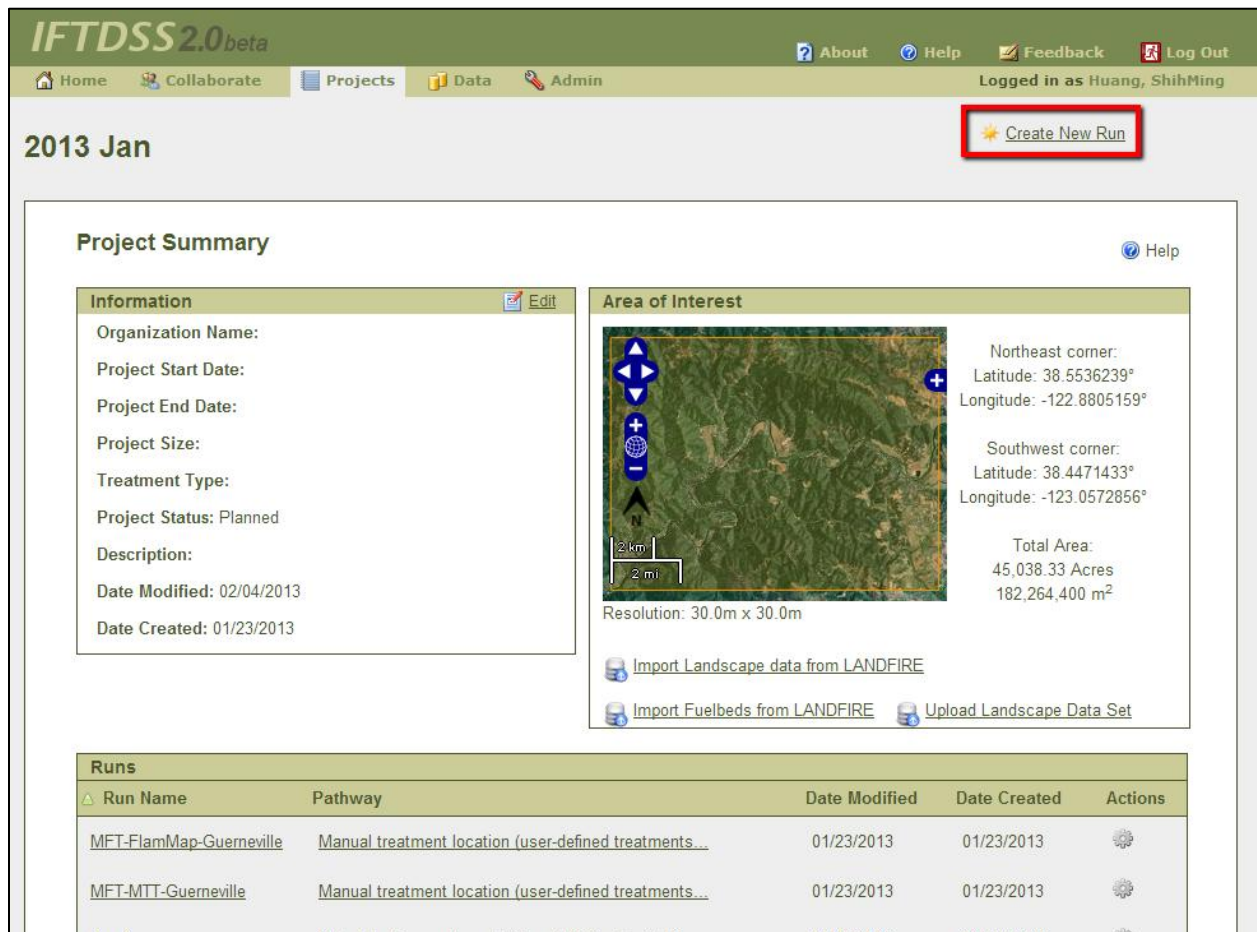 IFTDSS 2.0 beta
About Help Feedback Log Out
Home Collaborate Projects Data Admin Logged in as Huang, ShihMing
2013 Jan
Create New Run
Project Summary
Help
Information Edit
Organization Name:
Project Start Date:
Project End Date:
Project Size:
Treatment Type:
Project Status: Planned
Description:
Date Modified: 02/04/2013
Date Created: 01/23/2013
Area of Interest
N
2 km
2 mi
Resolution: 30.0m x 30.0m
Northeast corner:
Latitude: 38.5536239°
Longitude: -122.8805159°
Southwest corner:
Latitude: 38.4471433°
Longitude: -123.0572856°
Total Area:
45,038.33 Acres
182,264,400 m²
Import Landscape data from LANDFIRE
Import Fuelbeds from LANDFIRE Upload Landscape Data Set
Runs
Run Name Pathway Date Modified Date Created Actions
MFT-FlamMap-Guerneville Manual treatment location (user-defined treatments... 01/23/2013 01/23/2013
MFT-MTT-Guerneville Manual treatment location (user-defined treatments... 01/23/2013 01/23/2013